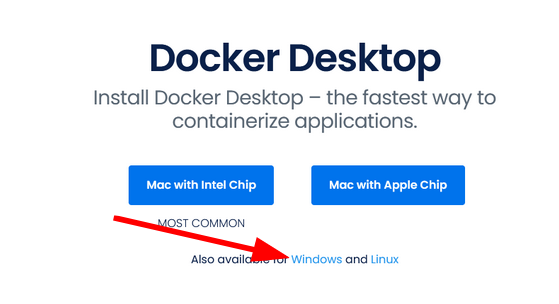 Docker Desktop
Install Docker Desktop – the fastest way to
containerize applications.
Mac with Intel Chip
Mac with Apple Chip
MOST COMMON
Also available for Windows and Linux